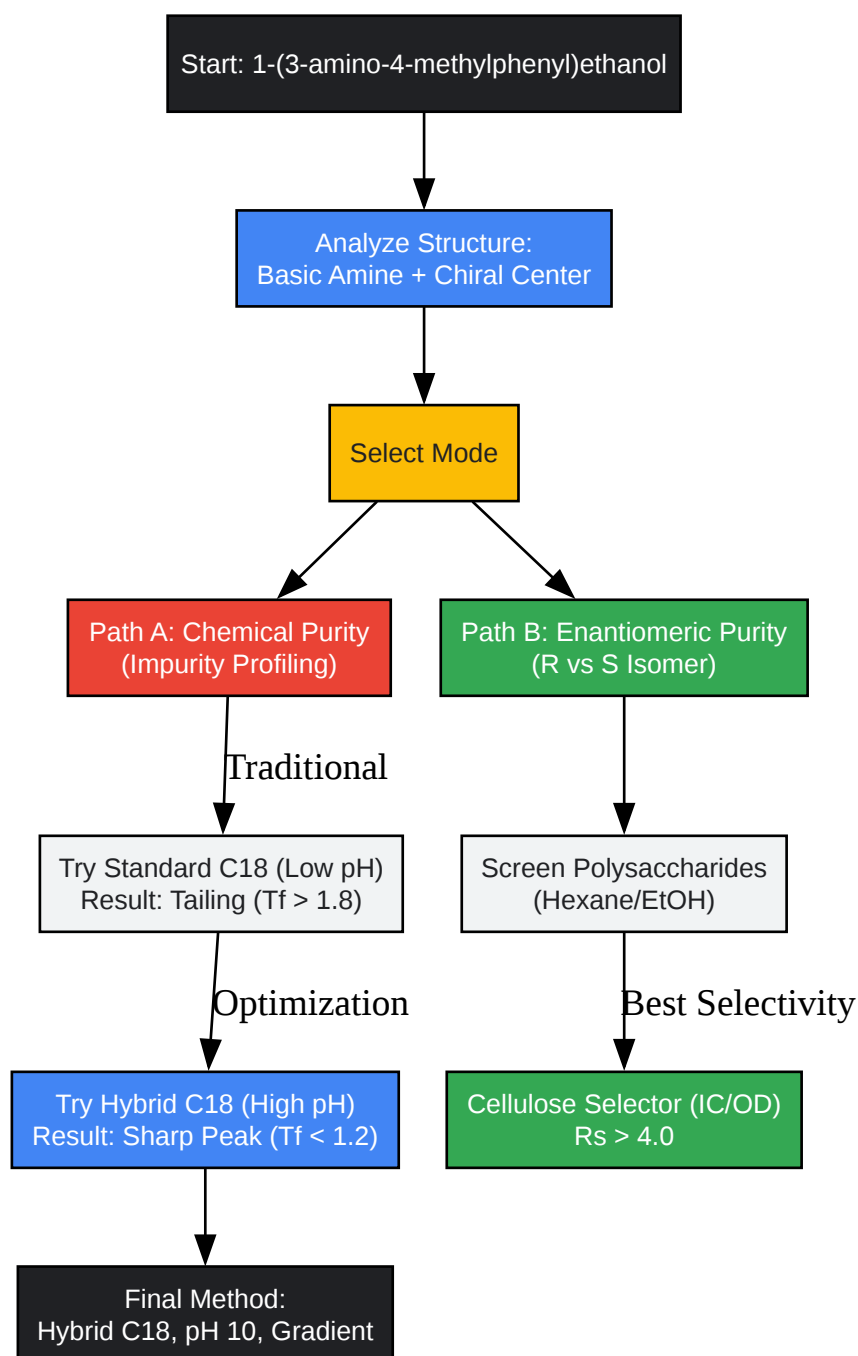 Start: 1-(3-amino-4-methylphenyl)ethanol
Analyze Structure:
Basic Amine + Chiral Center
Select Mode
Path A: Chemical Purity
(Impurity Profiling)
Path B: Enantiomeric Purity
(R vs S Isomer)
Traditional
Try Standard C18 (Low pH)
Result: Tailing (Tf > 1.8)
Screen Polysaccharides
(Hexane/EtOH)
Optimization
Best Selectivity
Try Hybrid C18 (High pH)
Result: Sharp Peak (Tf < 1.2)
Cellulose Selector (IC/OD)
Rs > 4.0
Final Method:
Hybrid C18, pH 10, Gradient